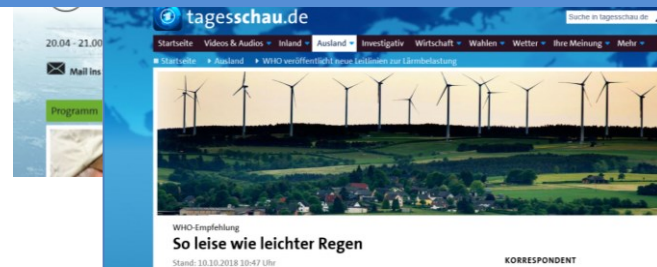 20.04 - 21.00
Mail ins
Programm
tagesschau.de
Suche in tagesschau.de
Startseite Videos & Audios Inland Ausland Investigativ Wirtschaft Wahlen Wetter Ihre Meinung Mehr
Startseite Ausland WHO veröffentlicht neue Leitlinien zur Lärmbelastung
WHO-Empfehlung
So leise wie leichter Regen
Stand: 10.10.2018 10:47 Uhr
KORRESPONDENT